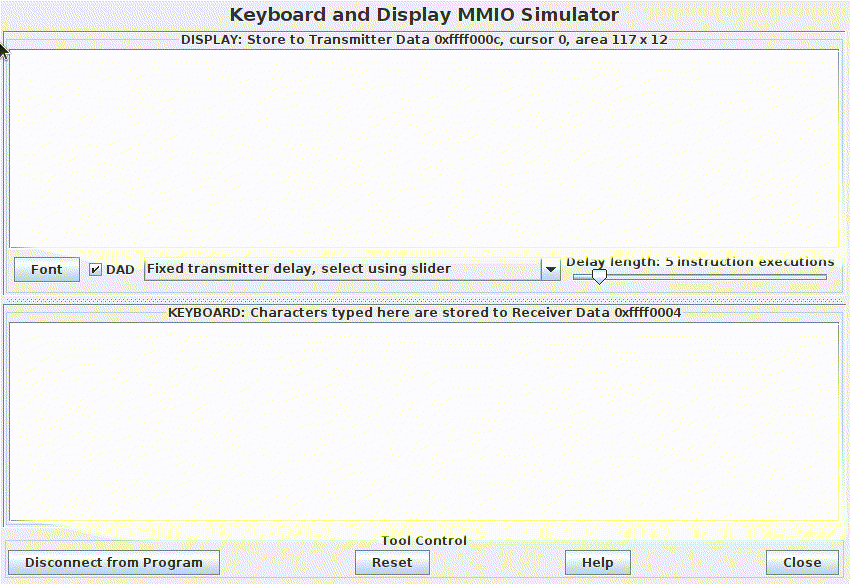 Keyboard and Display MMIO Simulator
DISPLAY: Store to Transmitter Data 0xffff000c, cursor 0, area 117 x 12
Font
DAD
Fixed transmitter delay, select using slider
Delay length: 5 instruction executions
KEYBOARD: Characters typed here are stored to Receiver Data 0xffff0004
Tool Control
Disconnect from Program
Reset
Help
Close